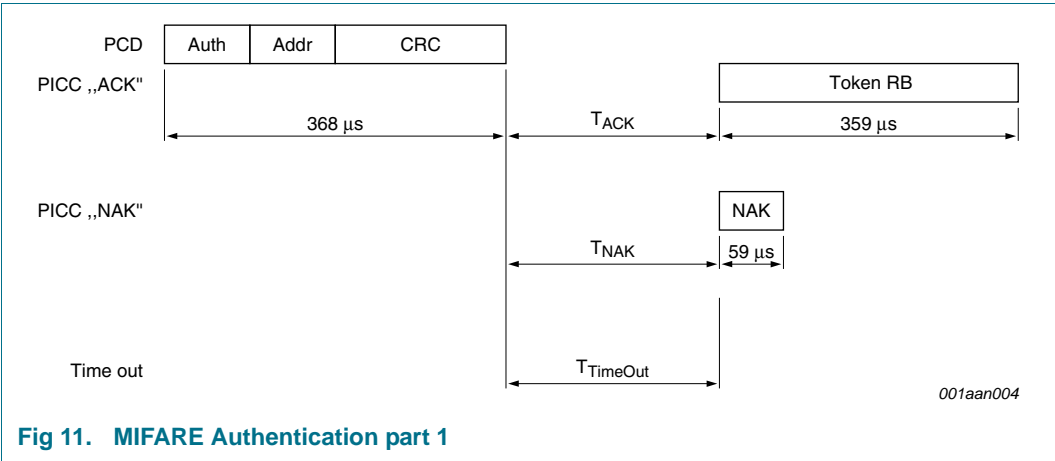 PCD Auth Addr CRC
PICC ,,ACK" Token RB
368 µs TACK 359 µs
PICC ,,NAK" NAK
TNAK 59 µs
Time out TTimeOut
001aan004
Fig 11. MIFARE Authentication part 1